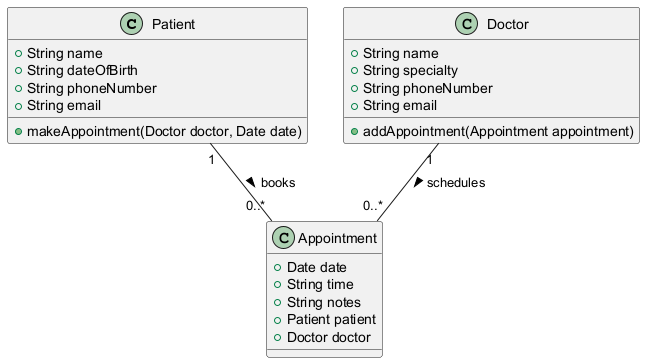 C Patient
String name
String dateOfBirth
String phoneNumber
String email
makeAppointment(Doctor doctor, Date date)
C Doctor
String name
String specialty
String phoneNumber
String email
addAppointment(Appointment appointment)
1
books
0..*
1
schedules
0..*
C Appointment
Date date
String time
String notes
Patient patient
Doctor doctor